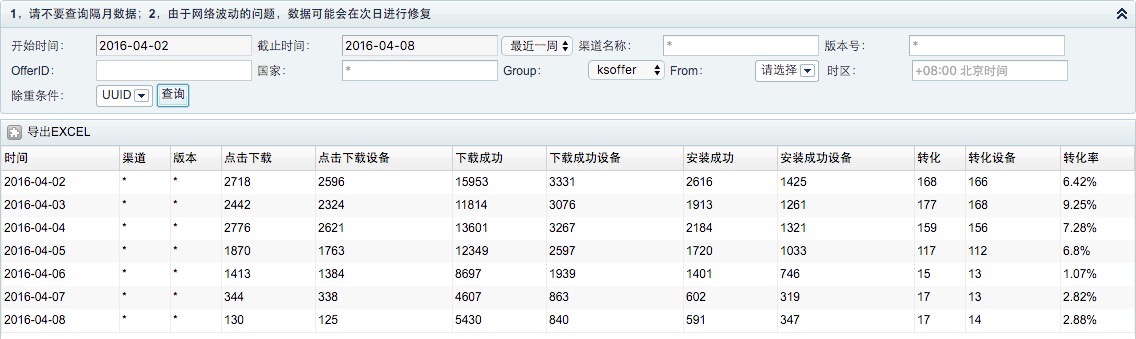 1，请不要查询隔月数据；2，由于网络波动的问题，数据可能会在次日进行修复
开始时间： 2016-04-02 截止时间： 2016-04-08 最近一周 渠道名称： * 版本号： *
OfferID： 国家： * Group： ksoffer From： 请选择 时区： +08:00 北京时间
除重条件： UUID 查询
导出EXCEL
时间 渠道 版本 点击下载 点击下载设备 下载成功 下载成功设备 安装成功 安装成功设备 转化 转化设备 转化率
2016-04-02 * * 2718 2596 15953 3331 2616 1425 168 166 6.42%
2016-04-03 * * 2442 2324 11814 3076 1913 1261 177 168 9.25%
2016-04-04 * * 2776 2621 13601 3267 2184 1321 159 156 7.28%
2016-04-05 * * 1870 1763 12349 2597 1720 1033 117 112 6.8%
2016-04-06 * * 1413 1384 8697 1939 1401 746 15 13 1.07%
2016-04-07 * * 344 338 4607 863 602 319 17 13 2.82%
2016-04-08 * * 130 125 5430 840 591 347 17 14 2.88%